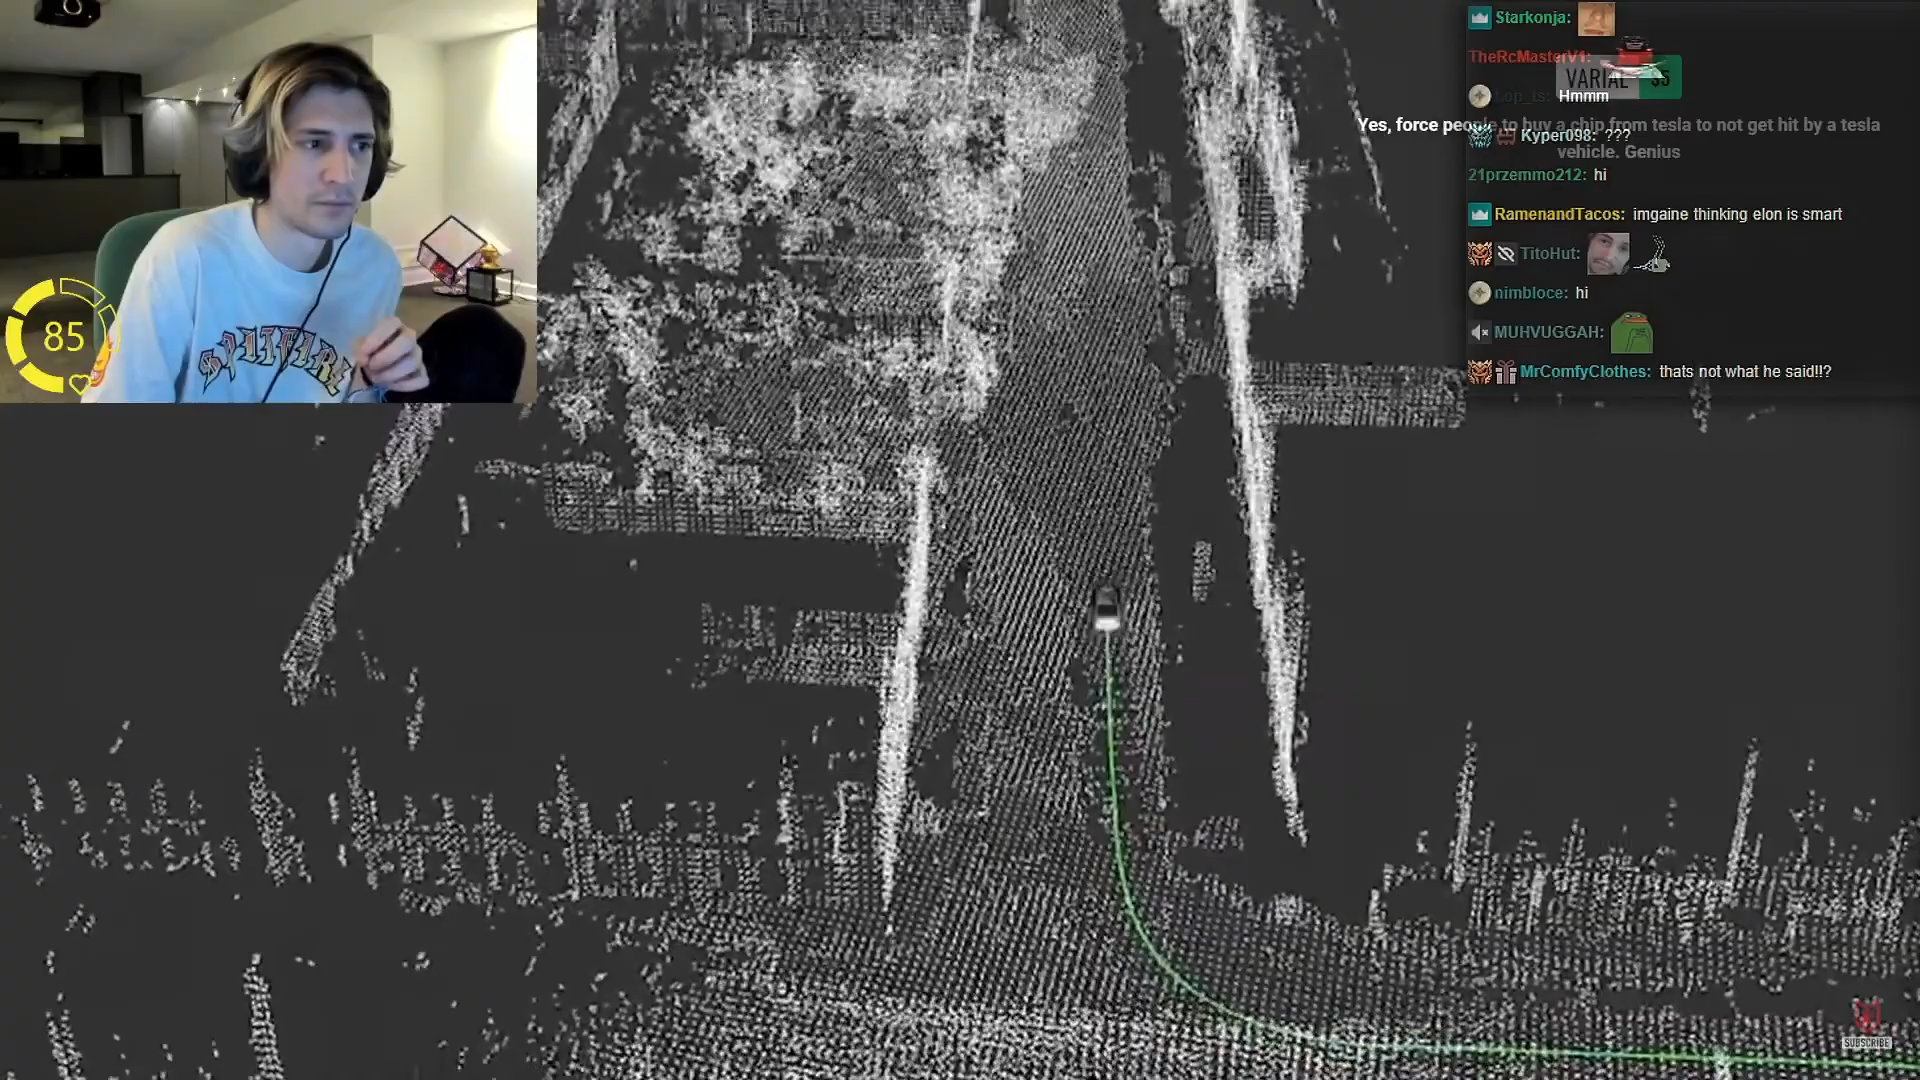 Starkonja:
TheRcMasterV1:
VARIAL $5
Hmmm
Yes, force people to buy a chip from tesla to not get hit by a tesla
vehicle. Genius
Kyper098: ???
21przemmo212: hi
RamenandTacos: imgaine thinking elon is smart
TitoHut:
nimbloce: hi
MUHVUGGAH:
MrComfyClothes: thats not what he said!!?
85
SPITFIRE
SUBSCRIBE